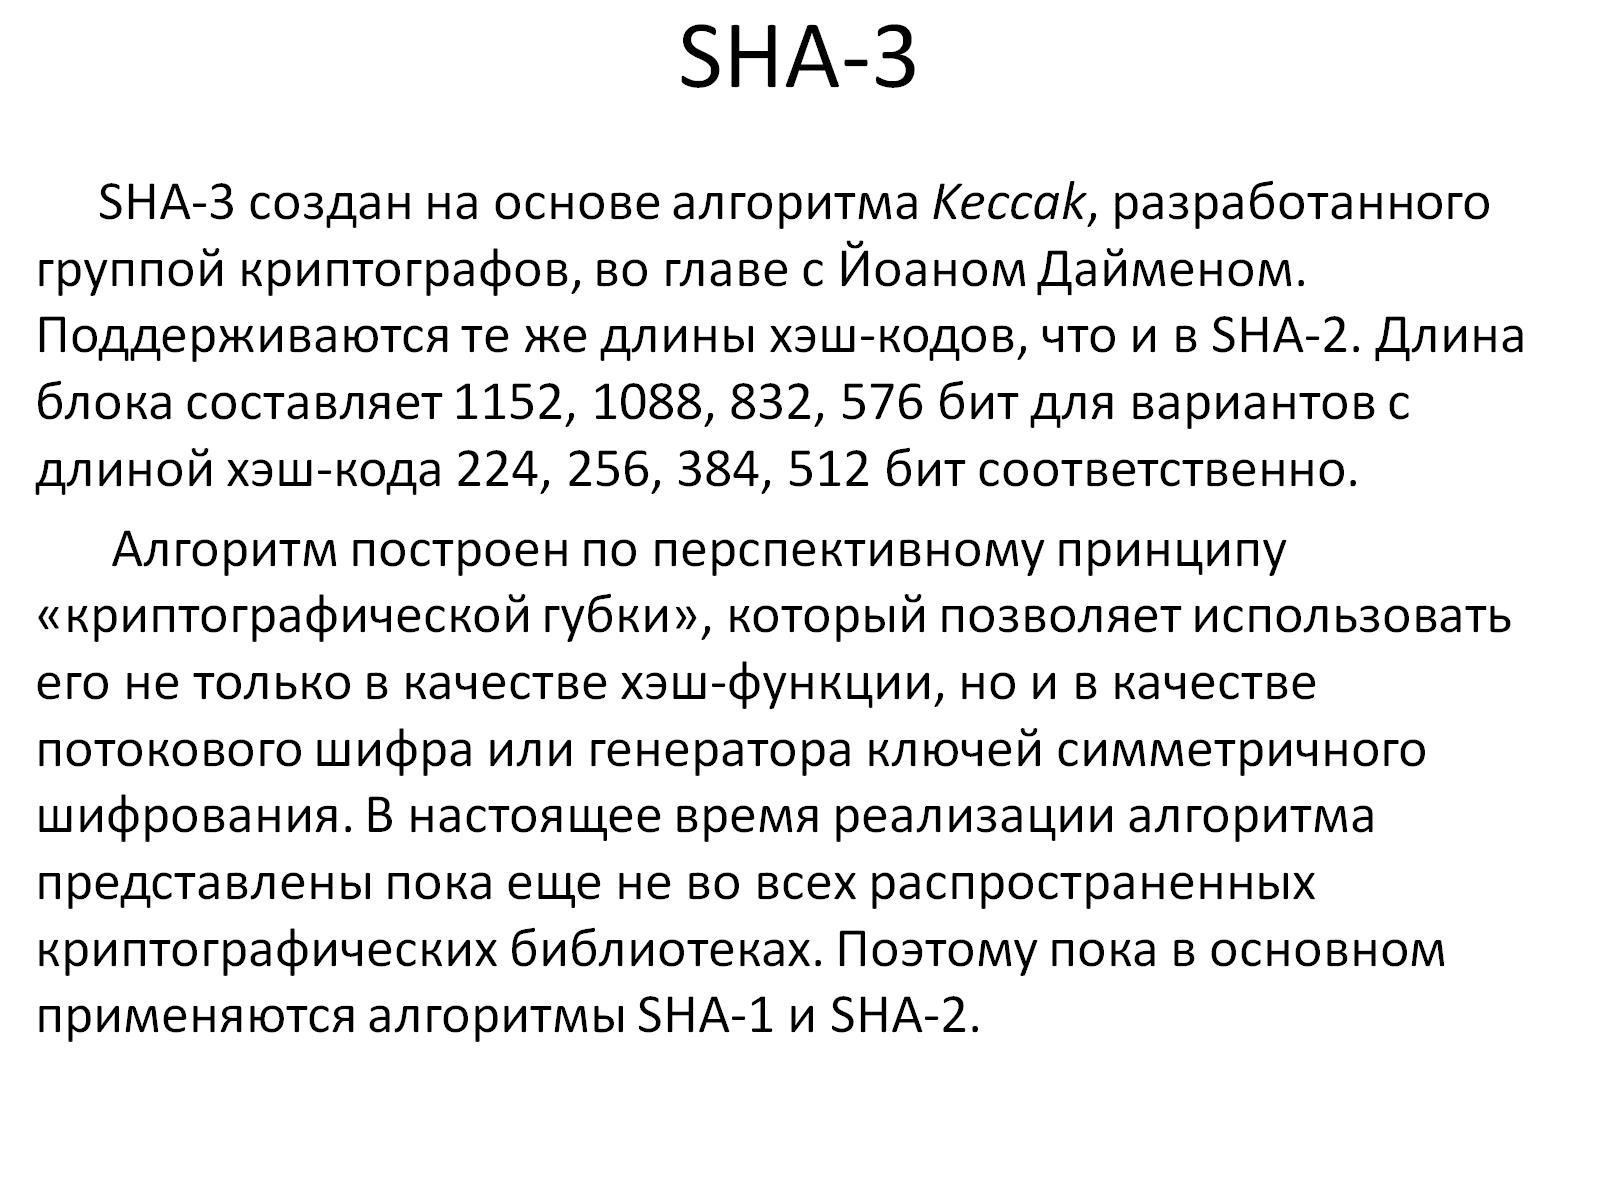 SHA-3
SHA-3 создан на основе алгоритма Keccak, разработанного
группой криптографов, во главе с Йоаном Дайменом.
Поддерживаются те же длины хэш-кодов, что и в SHA-2. Длина
блока составляет 1152, 1088, 832, 576 бит для вариантов с
длиной хэш-кода 224, 256, 384, 512 бит соответственно.
Алгоритм построен по перспективному принципу
«криптографической губки», который позволяет использовать
его не только в качестве хэш-функции, но и в качестве
потокового шифра или генератора ключей симметричного
шифрования. В настоящее время реализации алгоритма
представлены пока еще не во всех распространенных
криптографических библиотеках. Поэтому пока в основном
применяются алгоритмы SHA-1 и SHA-2.